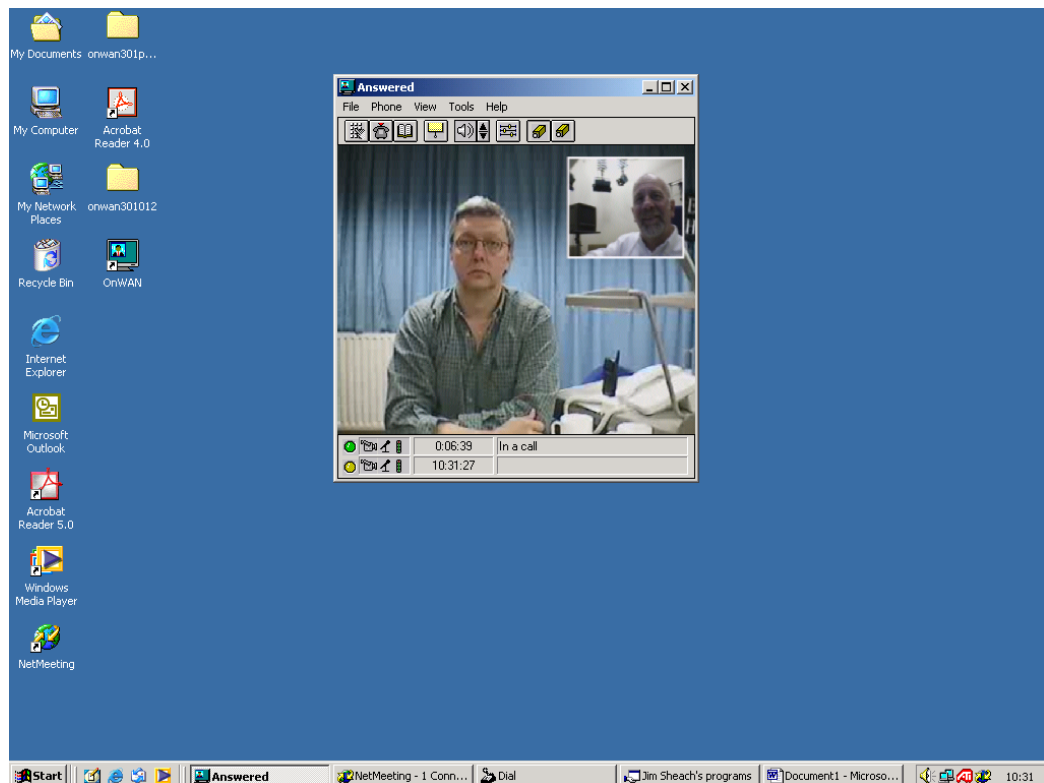 My Documents
onwan301p...
My Computer
Acrobat
Reader 4.0
My Network
Places
onwan301012
Recycle Bin
OnWAN
Internet
Explorer
Microsoft
Outlook
Acrobat
Reader 5.0
Windows
Media Player
NetMeeting
Answered
File Phone View Tools Help
0:06:39 In a call
10:31:27
Start Answered NetMeeting - 1 Conn... Dial Jim Sheach's programs Document1 - Microso... 10:31